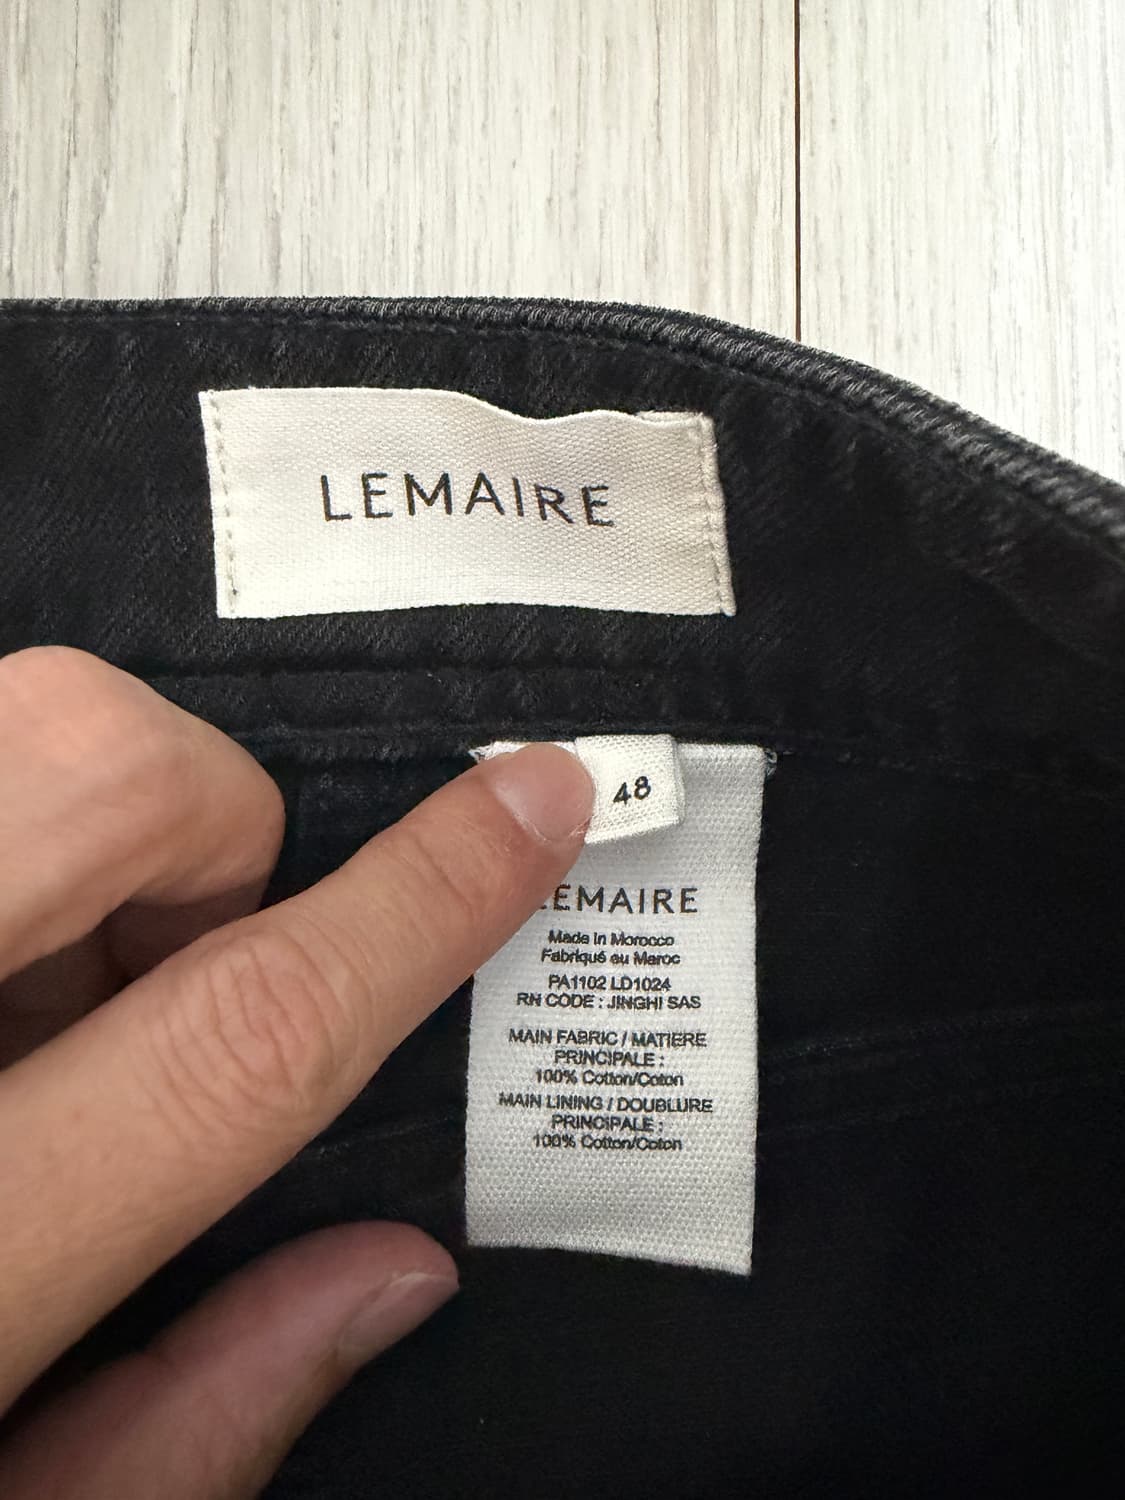 LEMAIRE
48
LEMAIRE
Made in Morocco
Fabriqué au Maroc
PA1102 LD1024
RN CODE : JINGHI SAS
MAIN FABRIC / MATIERE
PRINCIPALE :
100% Cotton/Coton
MAIN LINING / DOUBLURE
PRINCIPALE :
100% Cotton/Coton